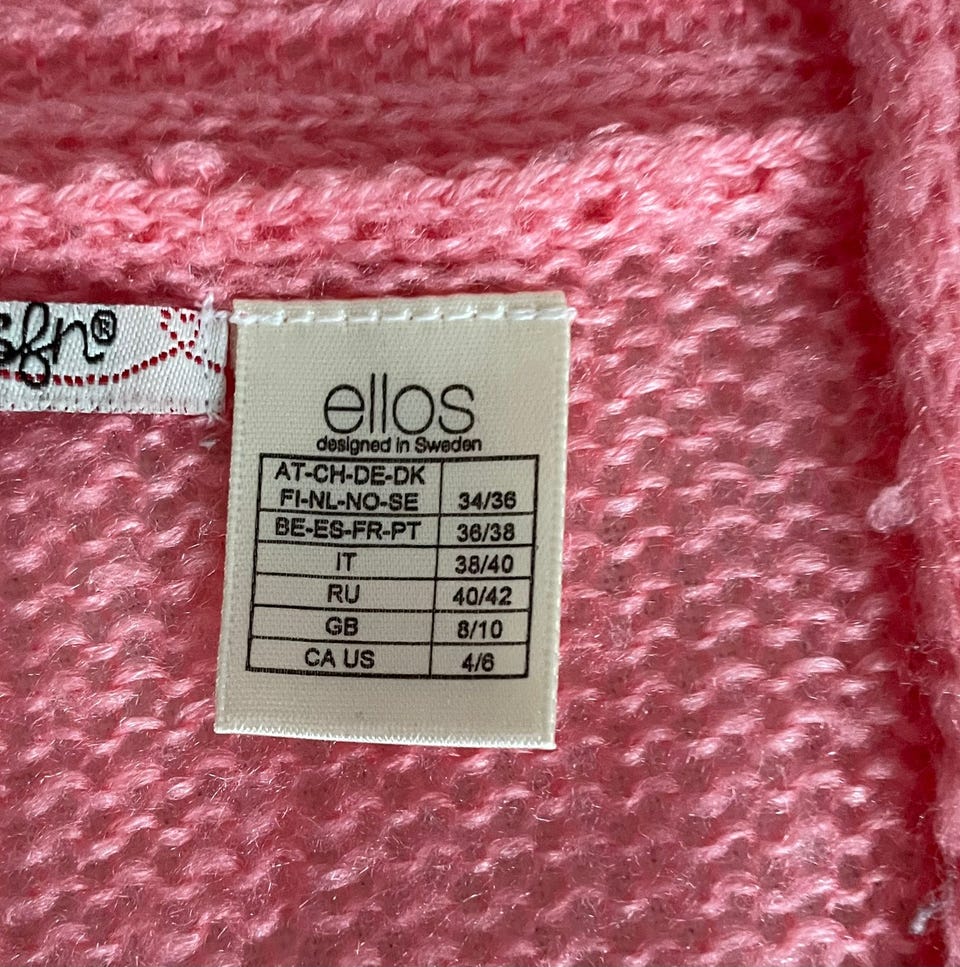 sfn®
ellos
designed in Sweden
AT-CH-DE-DK
FI-NL-NO-SE 34/36
BE-ES-FR-PT 36/38
IT 38/40
RU 40/42
GB 8/10
CA US 4/6